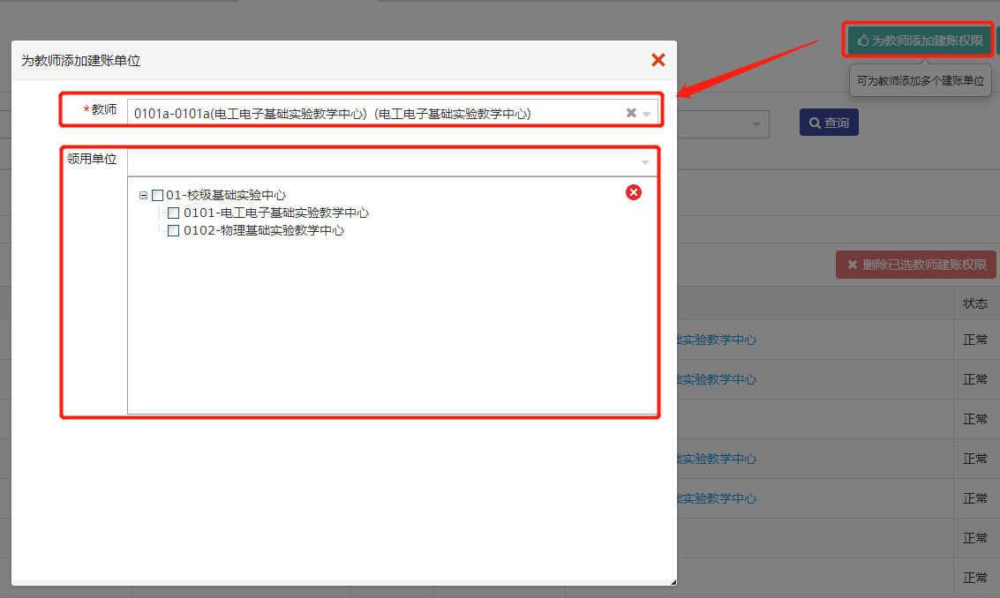 为教师添加建账权限
可为教师添加多个建账单位
为教师添加建账单位
*教师 0101a-0101a(电工电子基础实验教学中心) (电工电子基础实验教学中心)
查询
领用单位
01-校级基础实验中心
0101-电工电子基础实验教学中心
0102-物理基础实验教学中心
删除已选教师建账权限
状态
础实验教学中心 正常
础实验教学中心 正常
正常
础实验教学中心 正常
础实验教学中心 正常
正常
正常